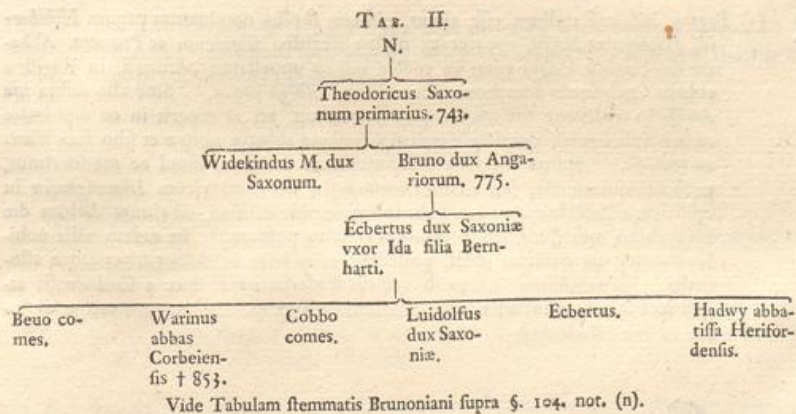 TAB. II.
N.
Theodoricus Saxo-
num primarius. 743.
Widekindus M. dux
Saxonum.
Bruno dux Anga-
riorum. 775.
Ecbertus dux Saxoniæ
vxor Ida filia Bern-
harti.
Beuo co-
mes.
Warinus
abbas
Corbeien-
sis † 853.
Cobbo
comes.
Luidolfus
dux Saxo-
niæ.
Ecbertus.
Hadwy abba-
tiſſa Herifor-
denſis.
Vide Tabulam ſtemmatis Brunoniani ſupra §. 104. not. (n).